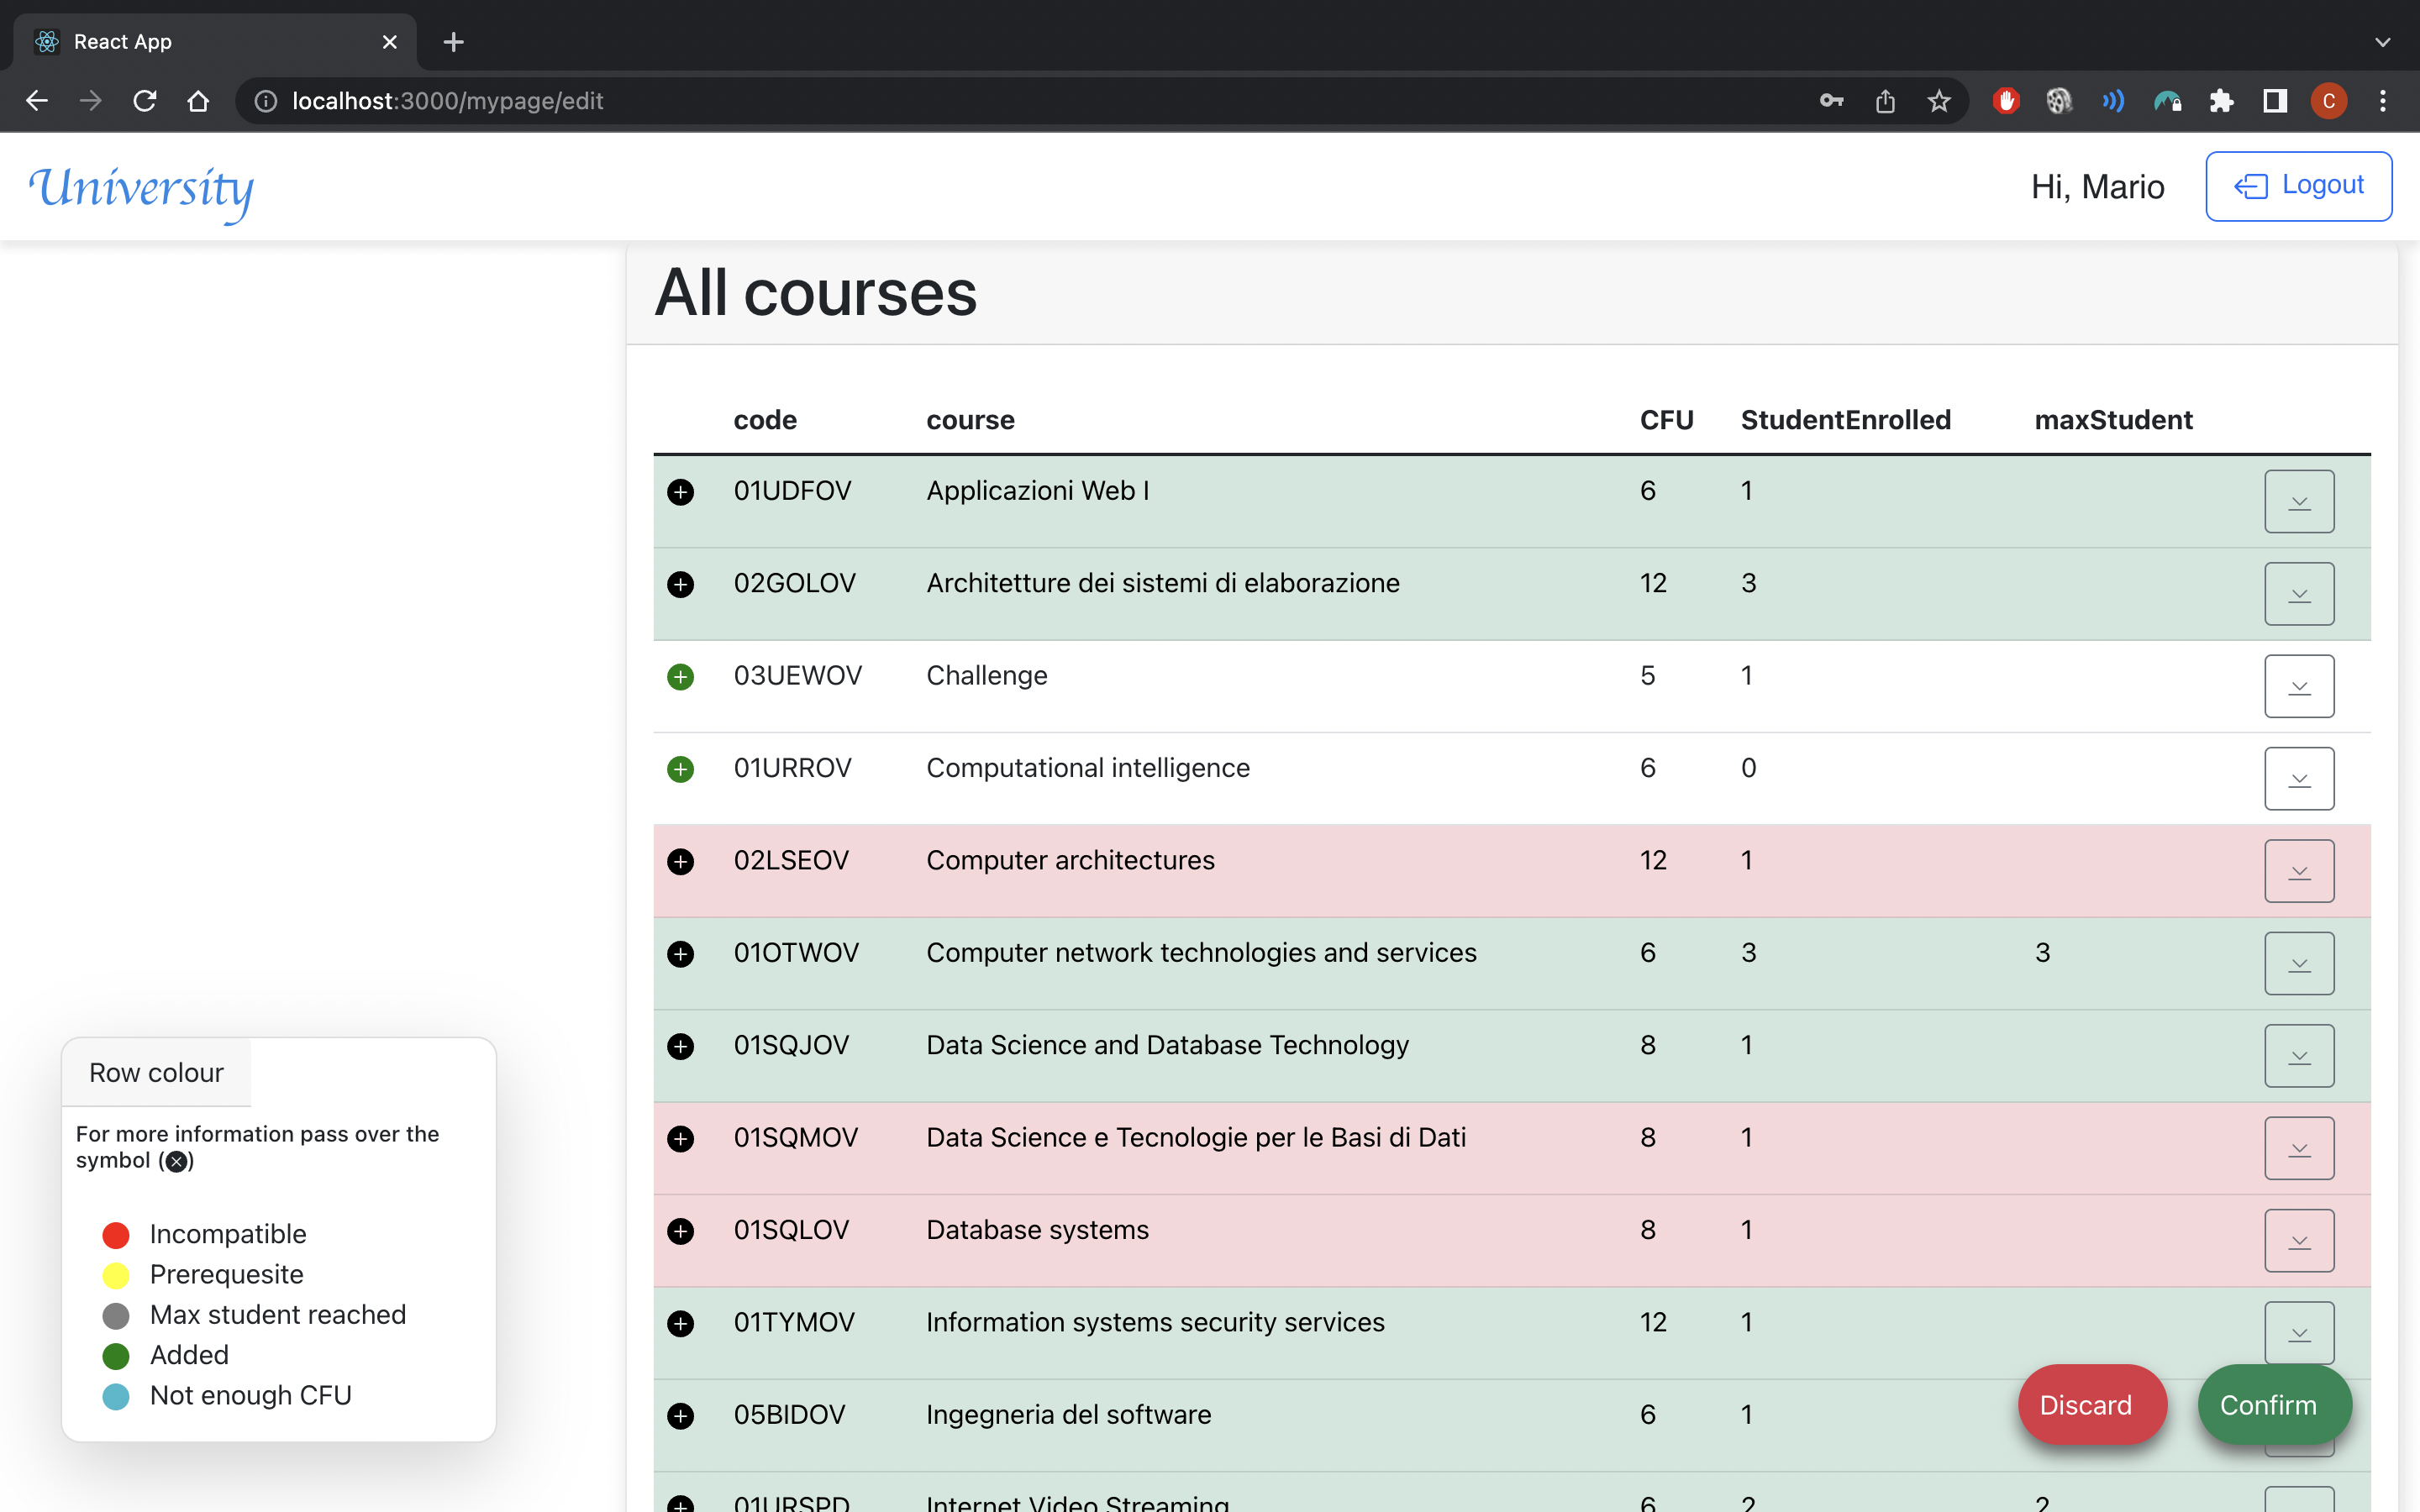 React App
localhost:3000/mypage/edit
C
University
Hi, Mario
Logout
All courses
code course CFU StudentEnrolled maxStudent
01UDFOV Applicazioni Web I 6 1
02GOLOV Architetture dei sistemi di elaborazione 12 3
03UEWOV Challenge 5 1
01URROV Computational intelligence 6 0
02LSEOV Computer architectures 12 1
01OTWOV Computer network technologies and services 6 3 3
01SQJOV Data Science and Database Technology 8 1
01SQMOV Data Science e Tecnologie per le Basi di Dati 8 1
01SQLOV Database systems 8 1
01TYMOV Information systems security services 12 1
05BIDOV Ingegneria del software 6 1
01URSPD Internet Video Streaming 6 2 2
Row colour
For more information pass over the
symbol ( )
Incompatible
Prerequesite
Max student reached
Added
Not enough CFU
Discard
Confirm